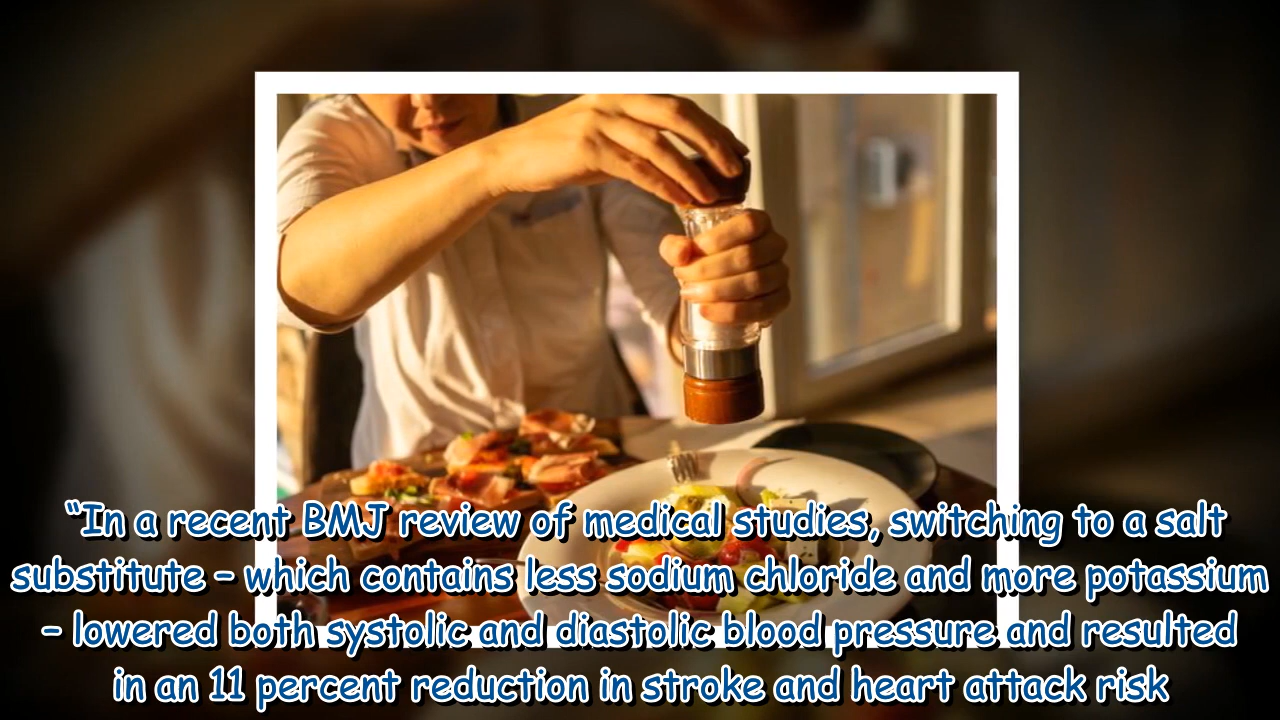 “In a recent BMJ review of medical studies, switching to a salt
substitute – which contains less sodium chloride and more potassium
– lowered both systolic and diastolic blood pressure and resulted
in an 11 percent reduction in stroke and heart attack risk